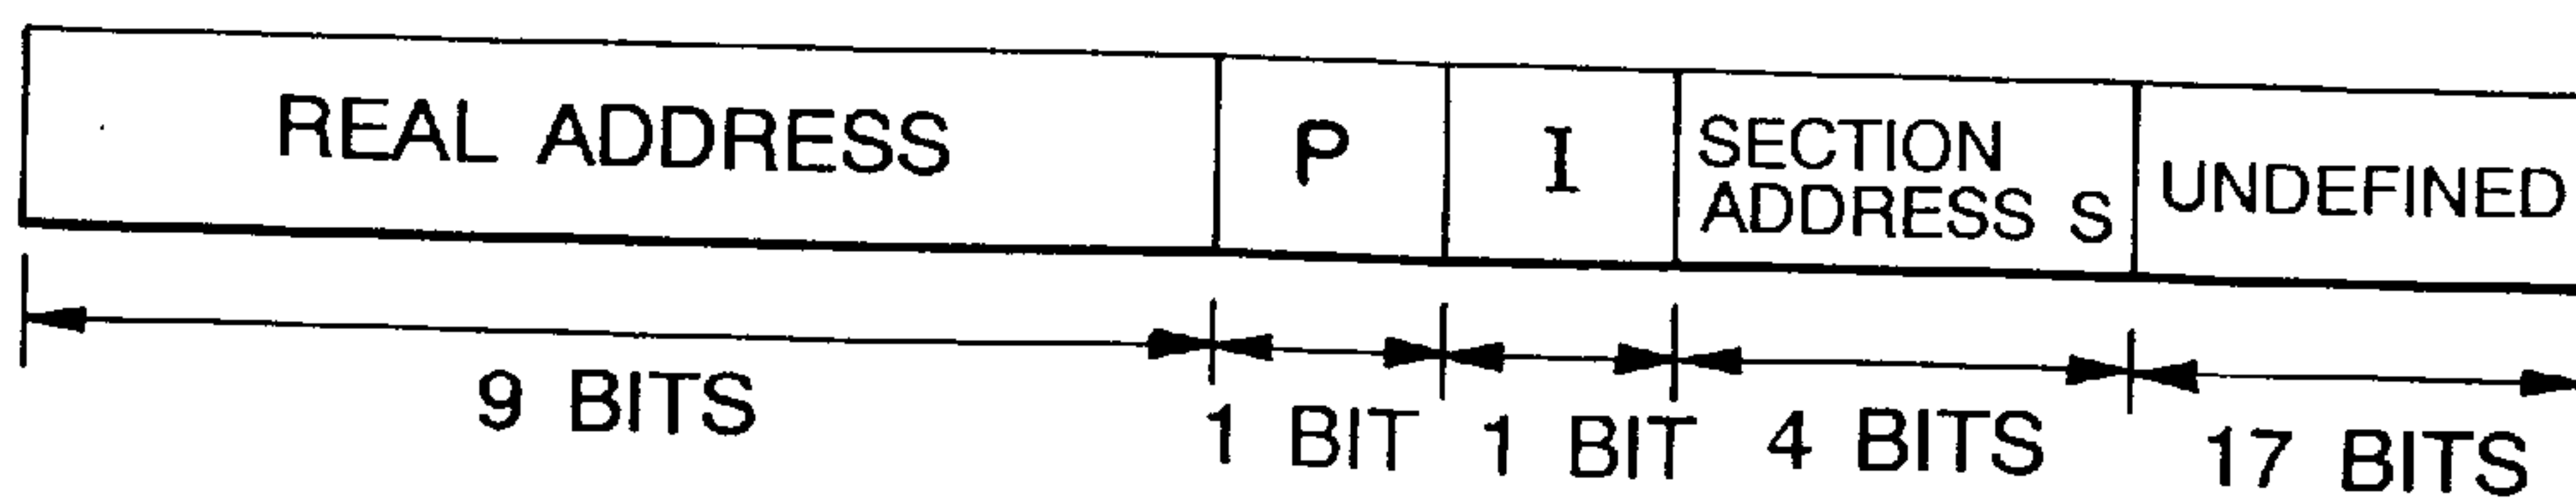 REAL ADDRESS
P
I
SECTION
ADDRESS S
UNDEFINED
9 BITS
1 BIT
1 BIT
4 BITS
17 BITS